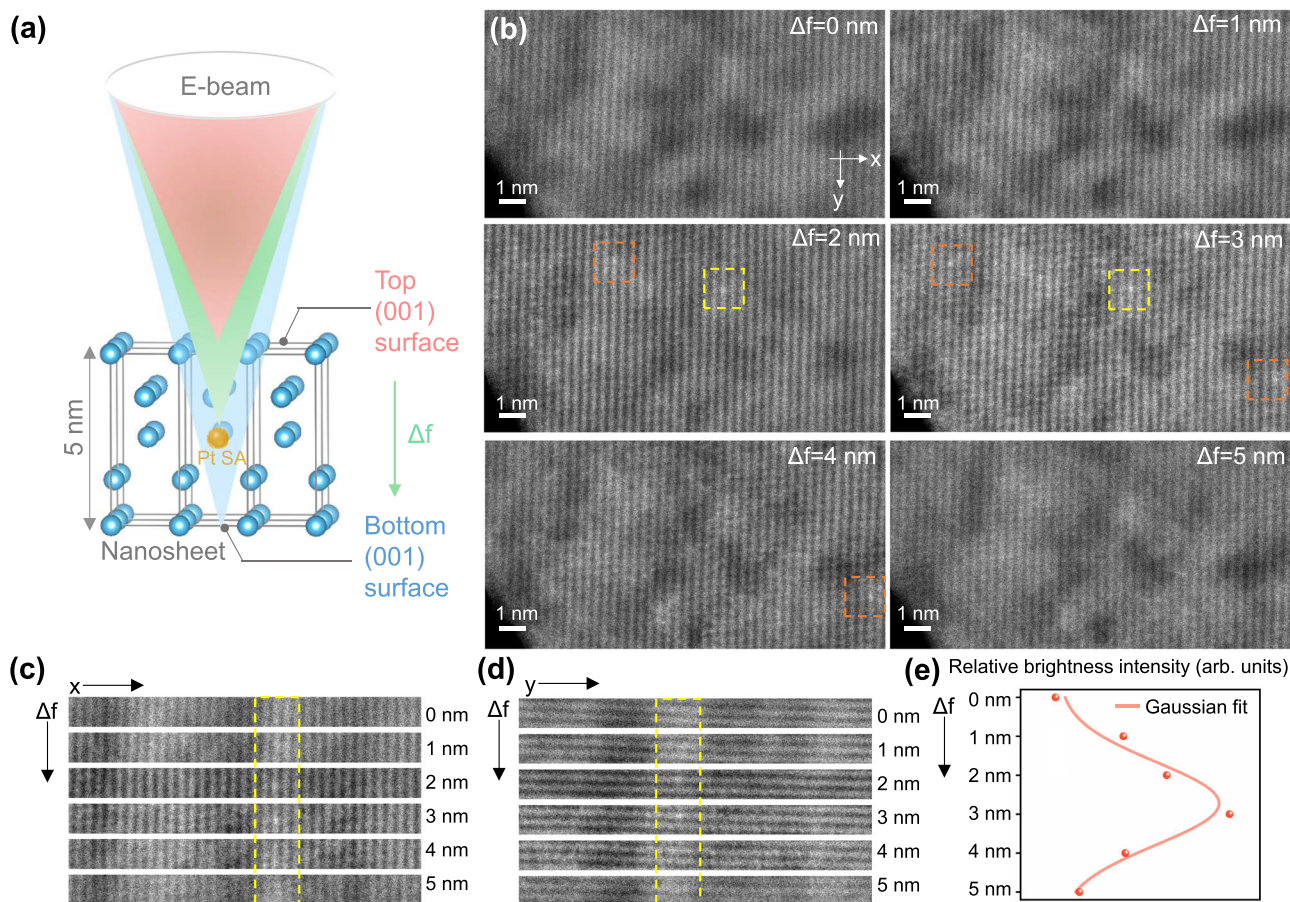 (a)
E-beam
Top
(001)
surface
Δf
5 nm
Pt SA
Nanosheet
Bottom
(001)
surface
(b)
Δf=0 nm
x
y
1 nm
Δf=1 nm
1 nm
Δf=2 nm
1 nm
Δf=3 nm
1 nm
Δf=4 nm
1 nm
Δf=5 nm
1 nm
(c)
x
Δf
0 nm
1 nm
2 nm
3 nm
4 nm
5 nm
(d)
y
Δf
0 nm
1 nm
2 nm
3 nm
4 nm
5 nm
(e)
Relative brightness intensity (arb. units)
Δf
0 nm
1 nm
2 nm
3 nm
4 nm
5 nm
Gaussian fit